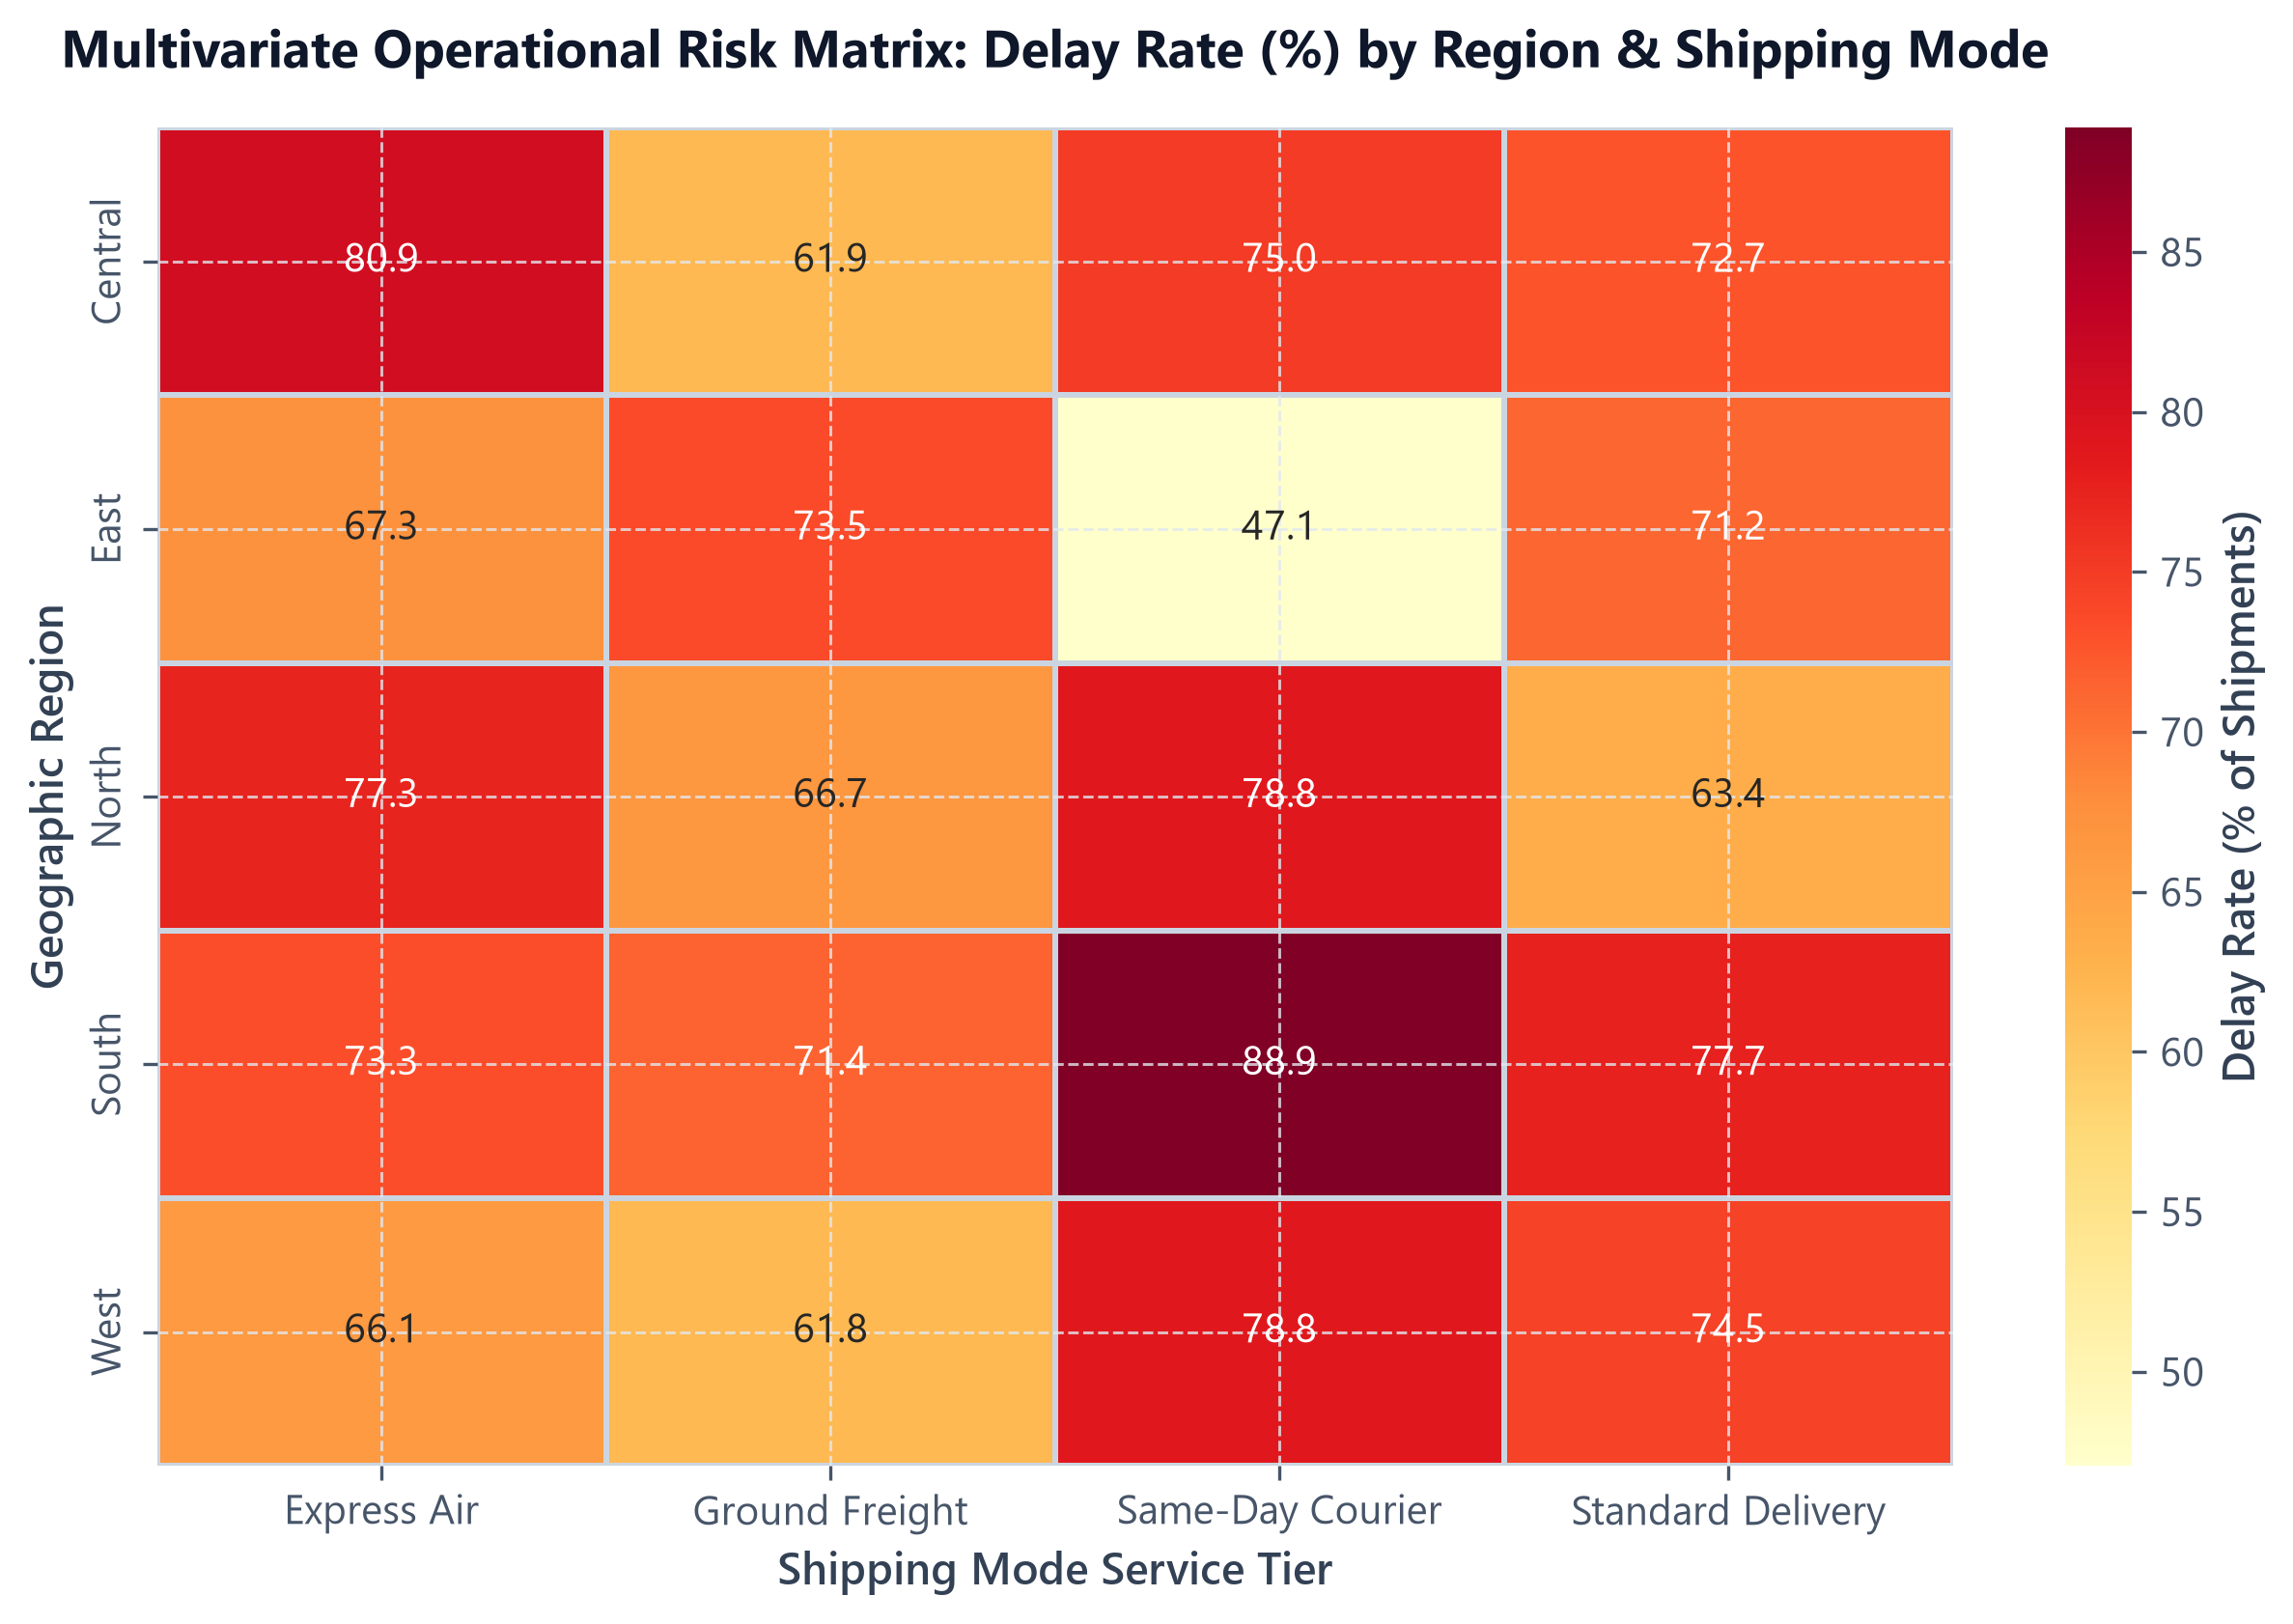 Multivariate Operational Risk Matrix: Delay Rate (%) by Region & Shipping Mode
Geographic Region
Central
80.9 61.9 75.0 72.7
East
67.3 73.5 47.1 71.2
North
77.3 66.7 78.8 63.4
South
73.3 71.4 88.9 77.7
West
66.1 61.8 78.8 74.5
Express Air Ground Freight Same-Day Courier Standard Delivery
Shipping Mode Service Tier
85
80
75
70
65
60
55
50
Delay Rate (% of Shipments)